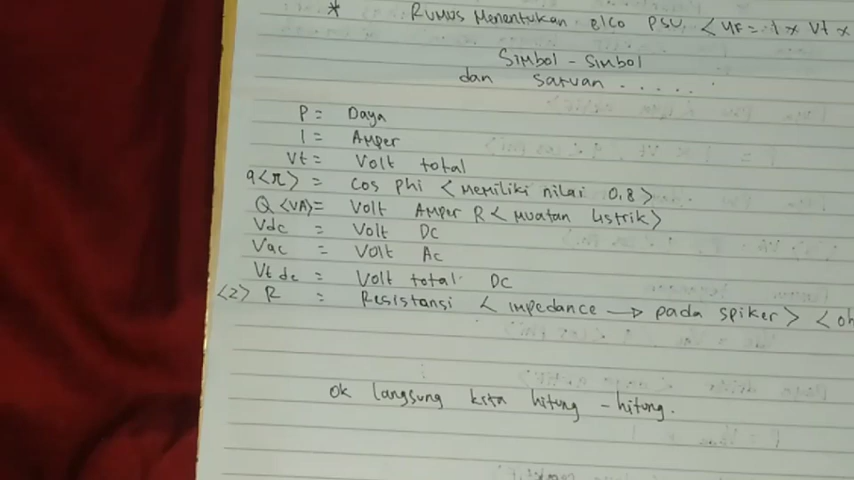 * Rumus Menentukan elco PSU < UF = 1 x Vt x
Simbol - Simbol
dan Satuan . . . . . .
P = Daya
I = Amper
Vt = Volt total
q <π> = Cos phi < Memiliki nilai 0,8 >
Q <VA> = Volt Amper R < Muatan Listrik >
Vdc = Volt DC
Vac = Volt Ac
Vt dc = Volt total DC
<2> R = Resistansi < impedance → pada spiker > < oh
ok langsung kita hitung - hitung.